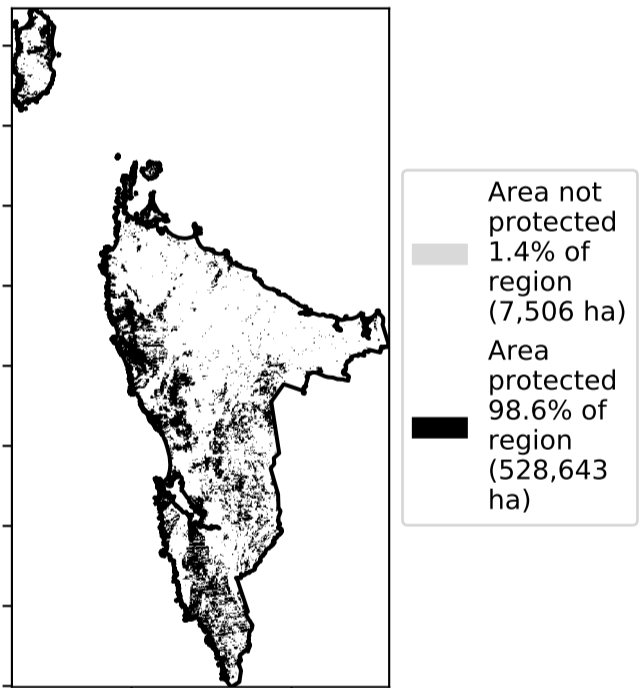 Area not
protected
1.4% of
region
(7,506 ha)
Area
protected
98.6% of
region
(528,643
ha)